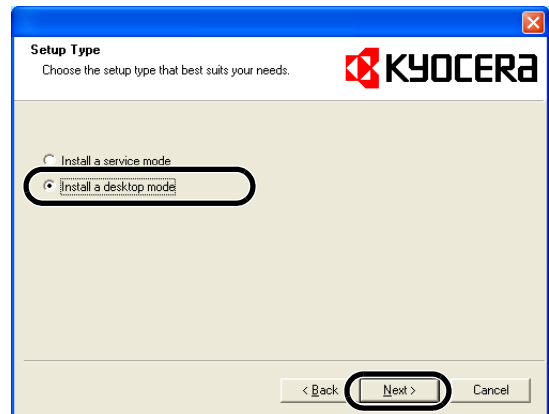 Setup Type
Choose the setup type that best suits your needs.
KYOCERA
Install a service mode
Install a desktop mode
< Back
Next >
Cancel